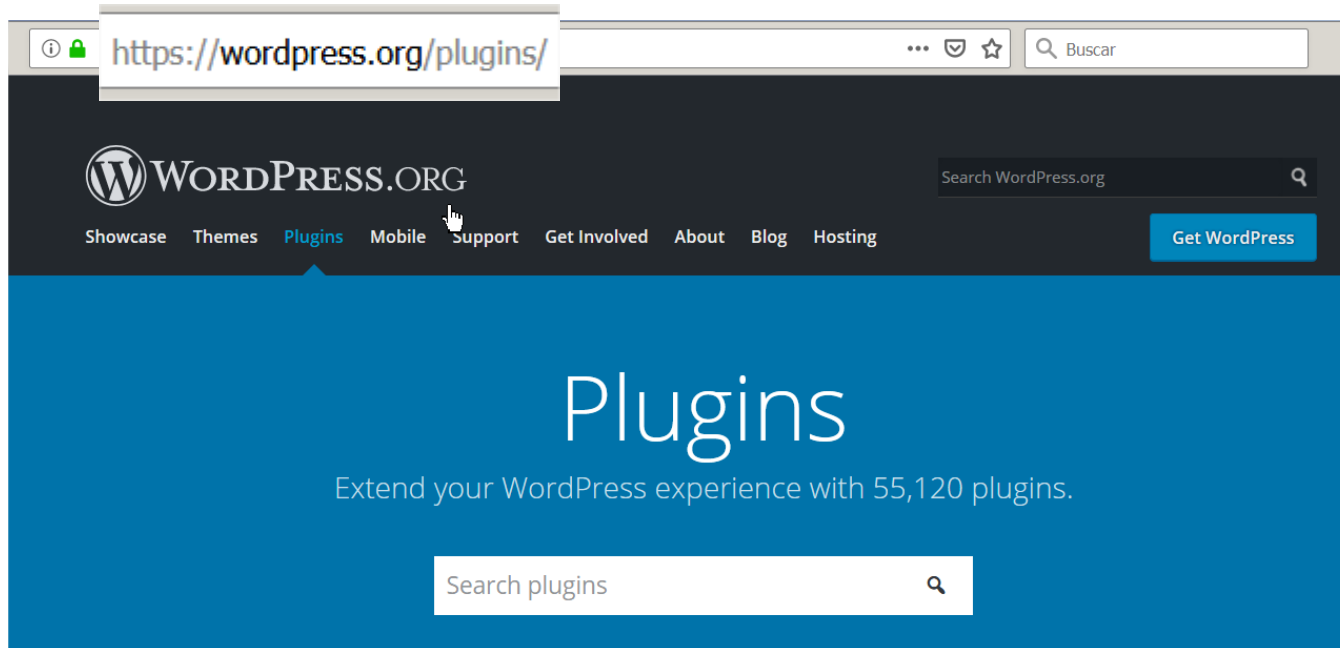 https://wordpress.org/plugins/
Buscar
WORDPRESS.ORG
Search WordPress.org
Showcase Themes Plugins Mobile Support Get Involved About Blog Hosting
Get WordPress
Plugins
Extend your WordPress experience with 55,120 plugins.
Search plugins